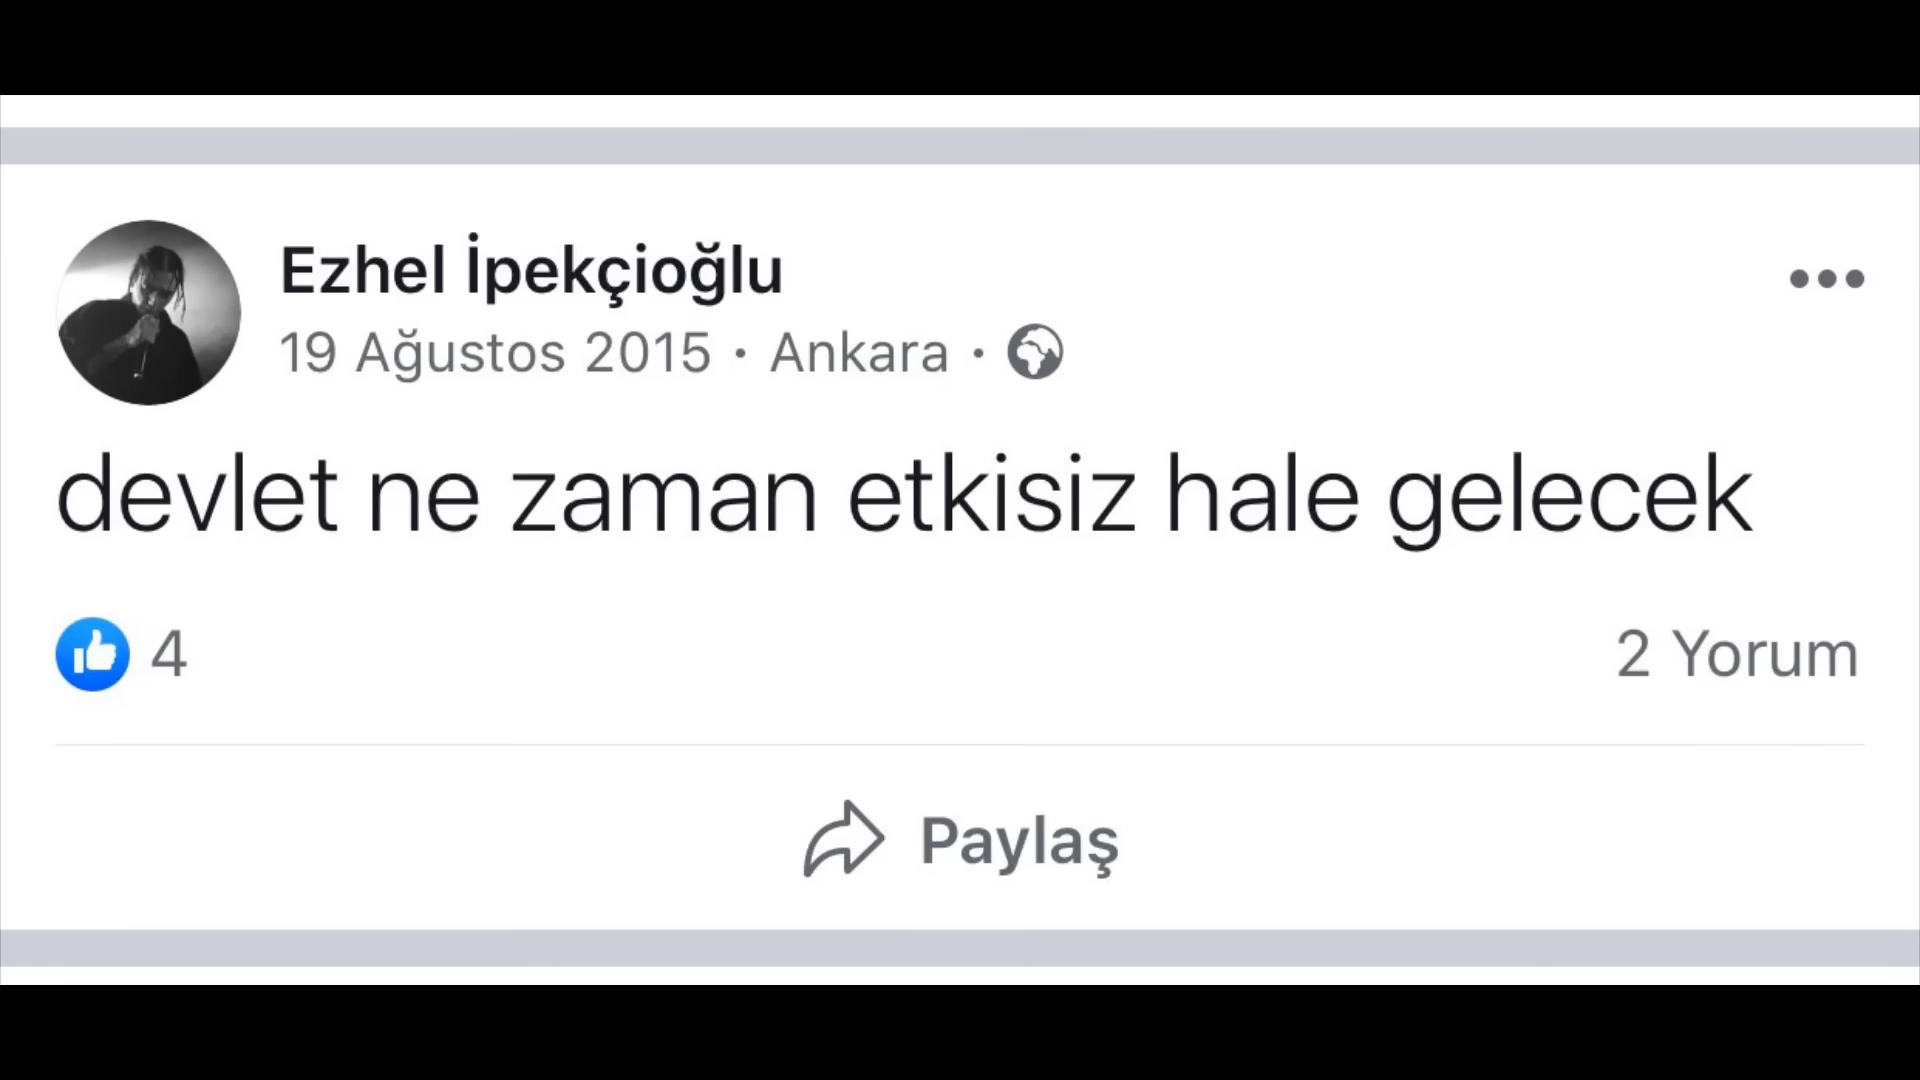 Ezhel İpekçioğlu
19 Ağustos 2015 · Ankara ·
devlet ne zaman etkisiz hale gelecek
4
2 Yorum
Paylaş